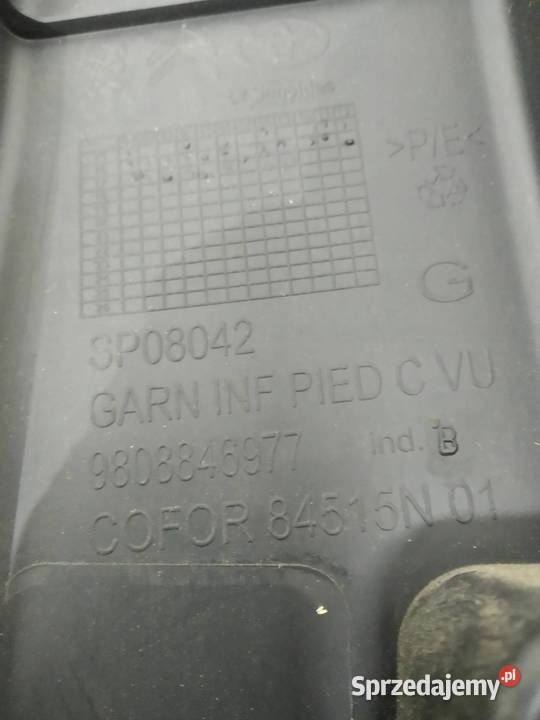 >P/E<
G
SP08042
GARN INF PIED C VU
9808846977 ind. B
COFOR 84515N 01
Sprzedajemy.pl